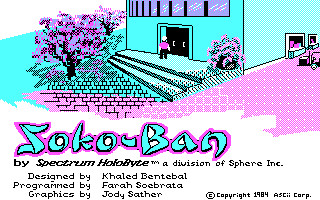 Soko-Ban
by Spectrum HoloByte™ a division of Sphere Inc.
Designed by Khaled Bentebal
Programmed by Farah Soebrata
Graphics by Jody Sather
© Copyright 1984 ASCii Corp.